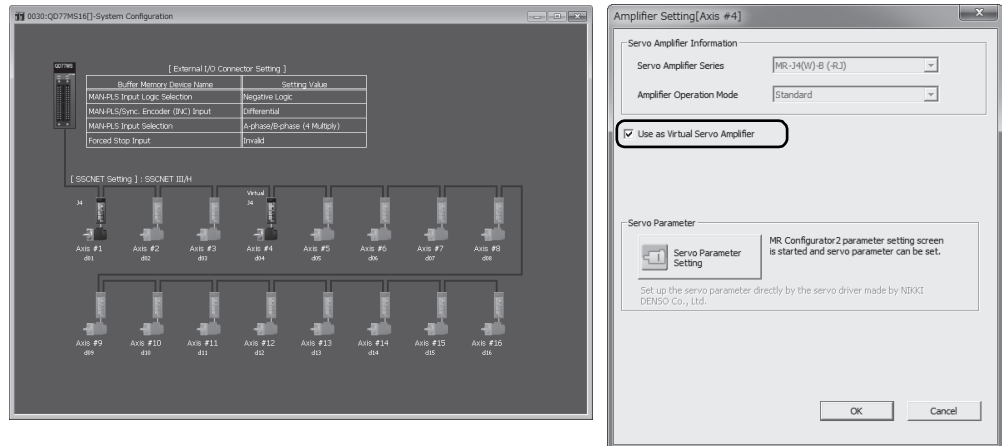 0030:QD77MS16[]-System Configuration
QD77MS
[ External I/O Connector Setting ]
Buffer Memory Device Name Setting Value
MAN-PLS Input Logic Selection Negative Logic
MAN-PLS/Sync. Encoder (INC) Input Differential
MAN-PLS Input Selection A-phase/B-phase (4 Multiply)
Forced Stop Input Invalid
[ SSCNET Setting ] : SSCNET III/H
Virtual
J4 J4
Axis #1 Axis #2 Axis #3 Axis #4 Axis #5 Axis #6 Axis #7 Axis #8
d01 d02 d03 d04 d05 d06 d07 d08
Axis #9 Axis #10 Axis #11 Axis #12 Axis #13 Axis #14 Axis #15 Axis #16
d09 d10 d11 d12 d13 d14 d15 d16
Amplifier Setting[Axis #4]
Servo Amplifier Information
Servo Amplifier Series MR-J4(W)-B (-RJ)
Amplifier Operation Mode Standard
Use as Virtual Servo Amplifier
Servo Parameter
Servo Parameter Setting
MR Configurator2 parameter setting screen
is started and servo parameter can be set.
Set up the servo parameter directly by the servo driver made by NIKKI
DENSO Co., Ltd.
OK Cancel